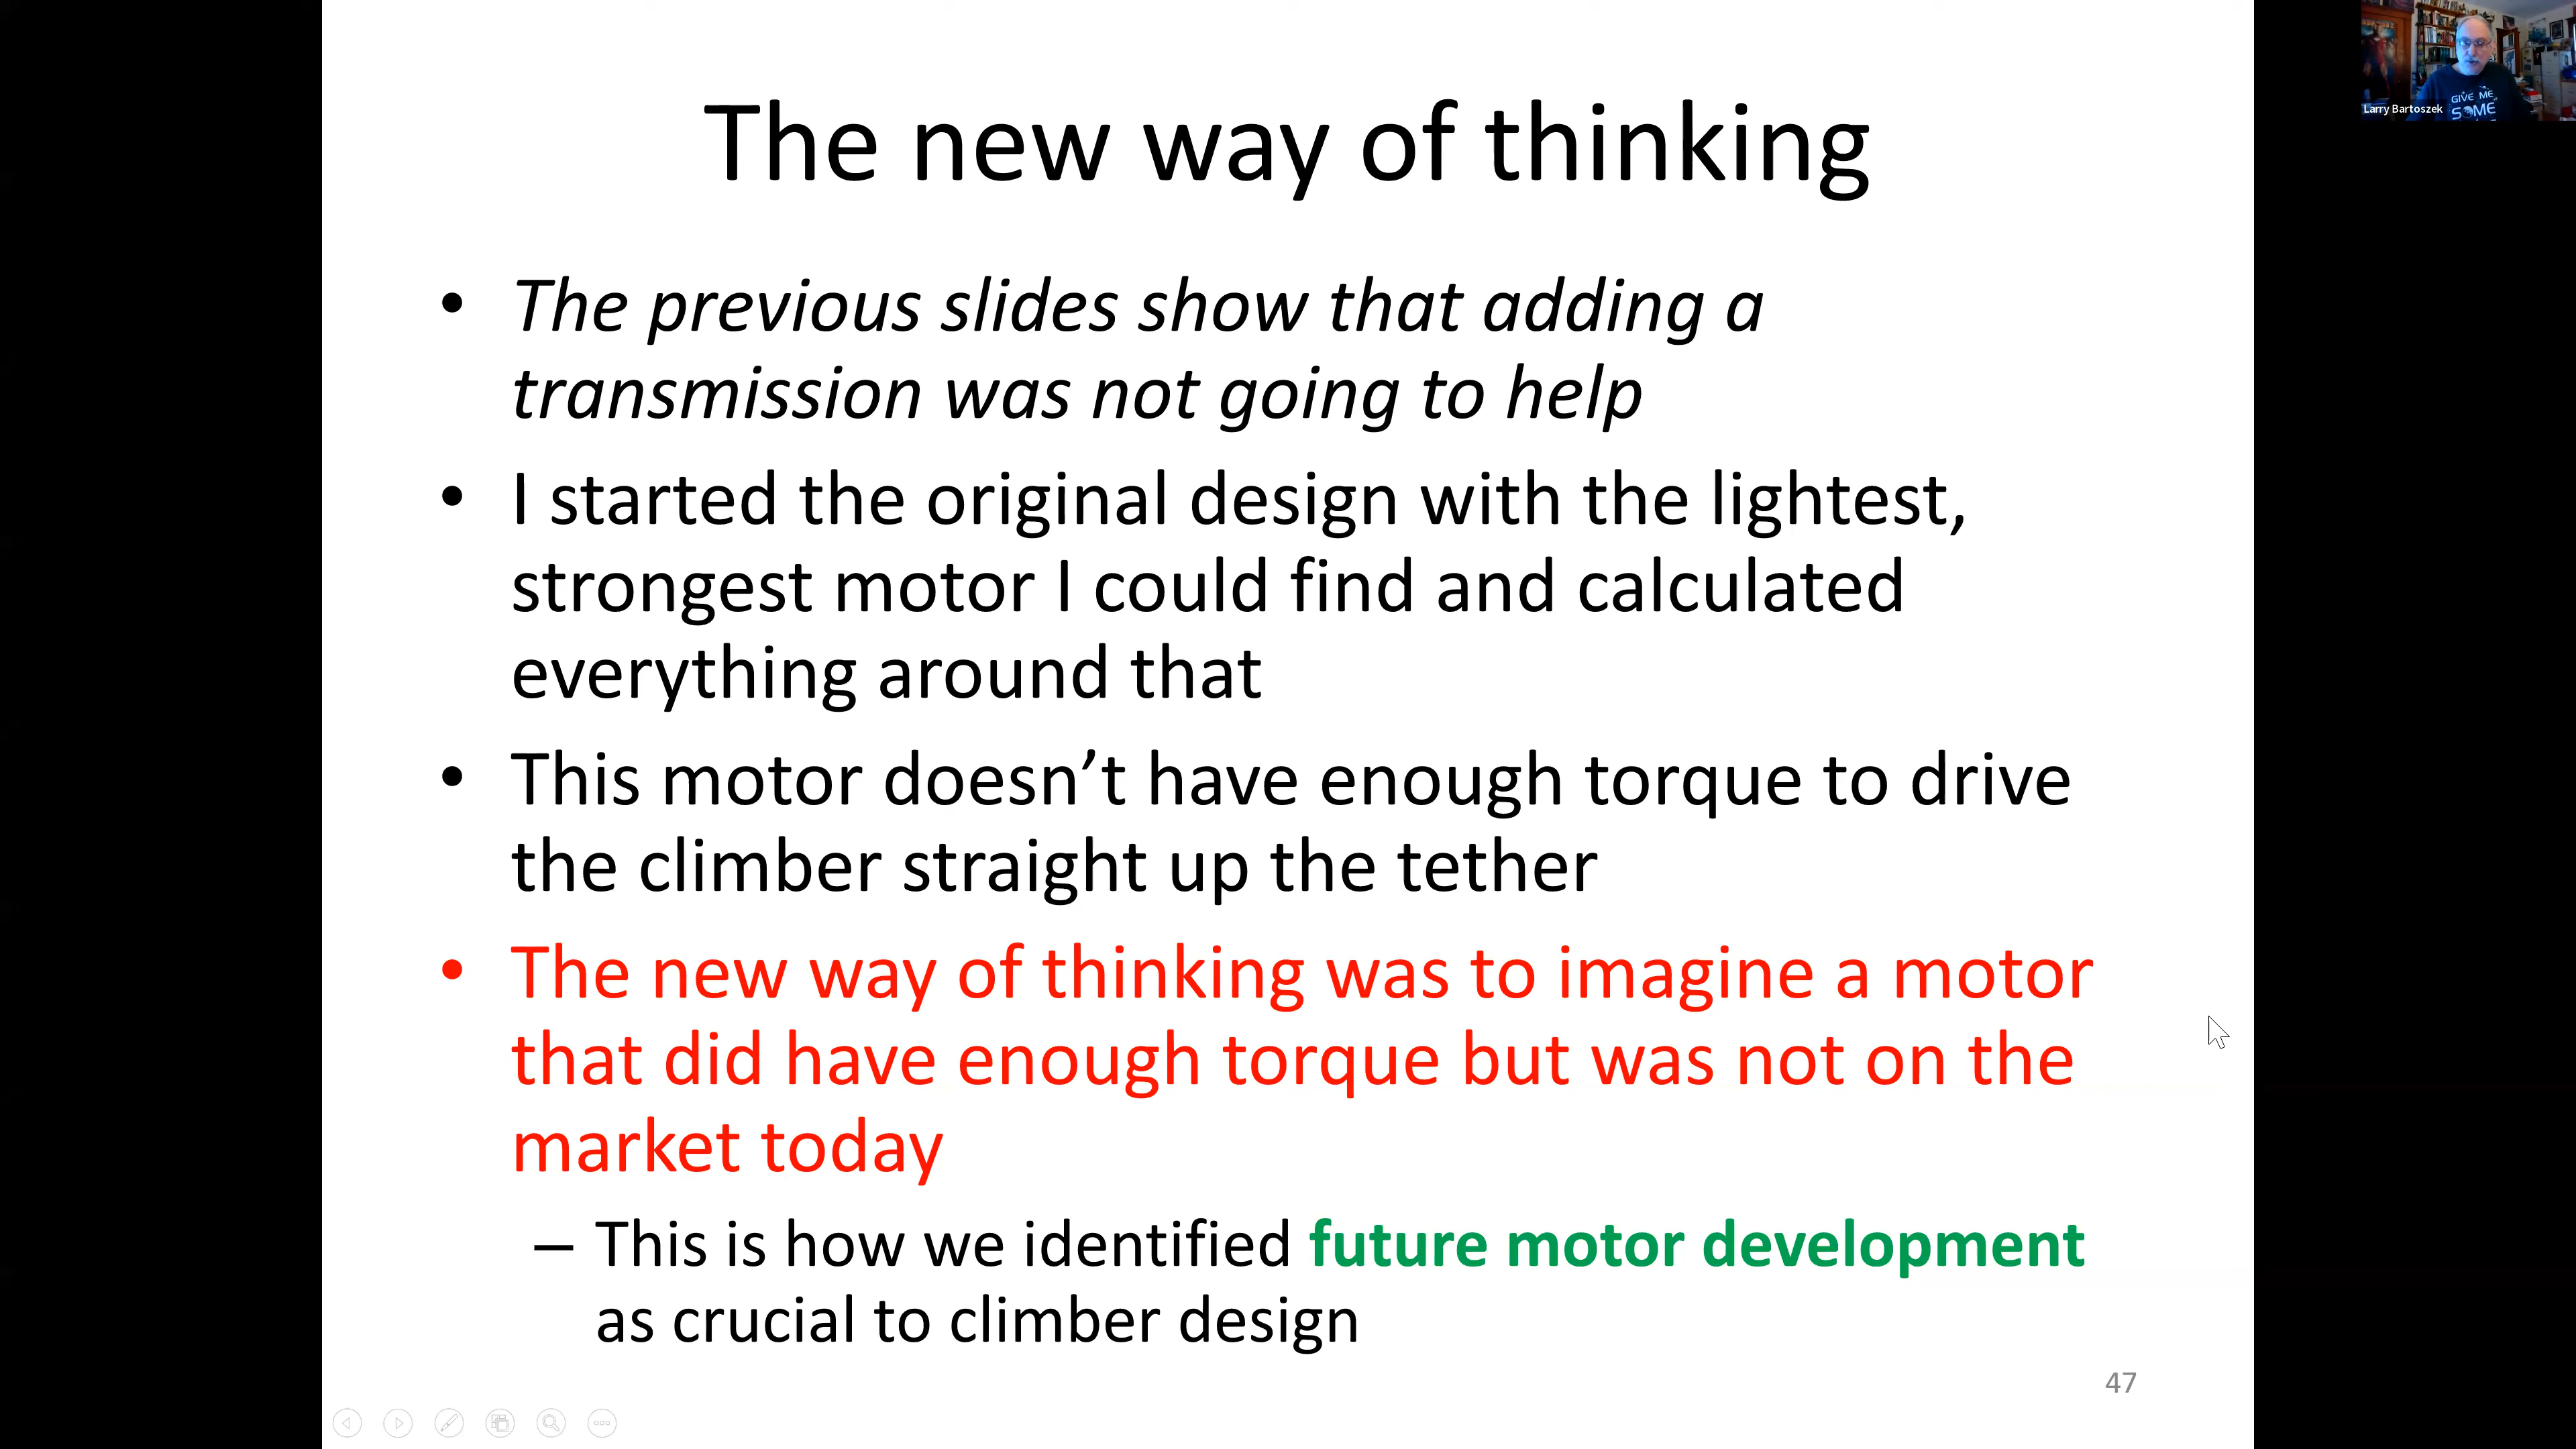 The new way of thinking
• The previous slides show that adding a
transmission was not going to help
• I started the original design with the lightest,
strongest motor I could find and calculated
everything around that
• This motor doesn’t have enough torque to drive
the climber straight up the tether
• The new way of thinking was to imagine a motor
that did have enough torque but was not on the
market today
– This is how we identified future motor development
as crucial to climber design
47
Larry Bartoszek
GIVE ME
SOME